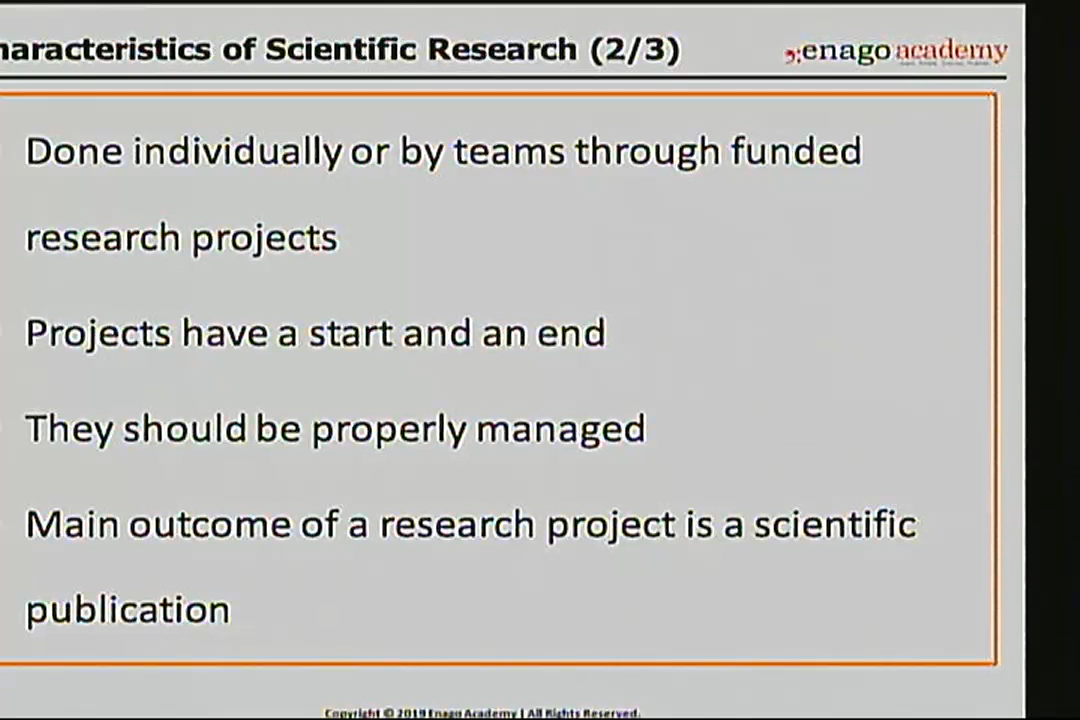 haracteristics of Scientific Research (2/3)
enago academy
Done individually or by teams through funded
research projects
Projects have a start and an end
They should be properly managed
Main outcome of a research project is a scientific
publication
Copyright © 2019 Enago Academy | All Rights Reserved.